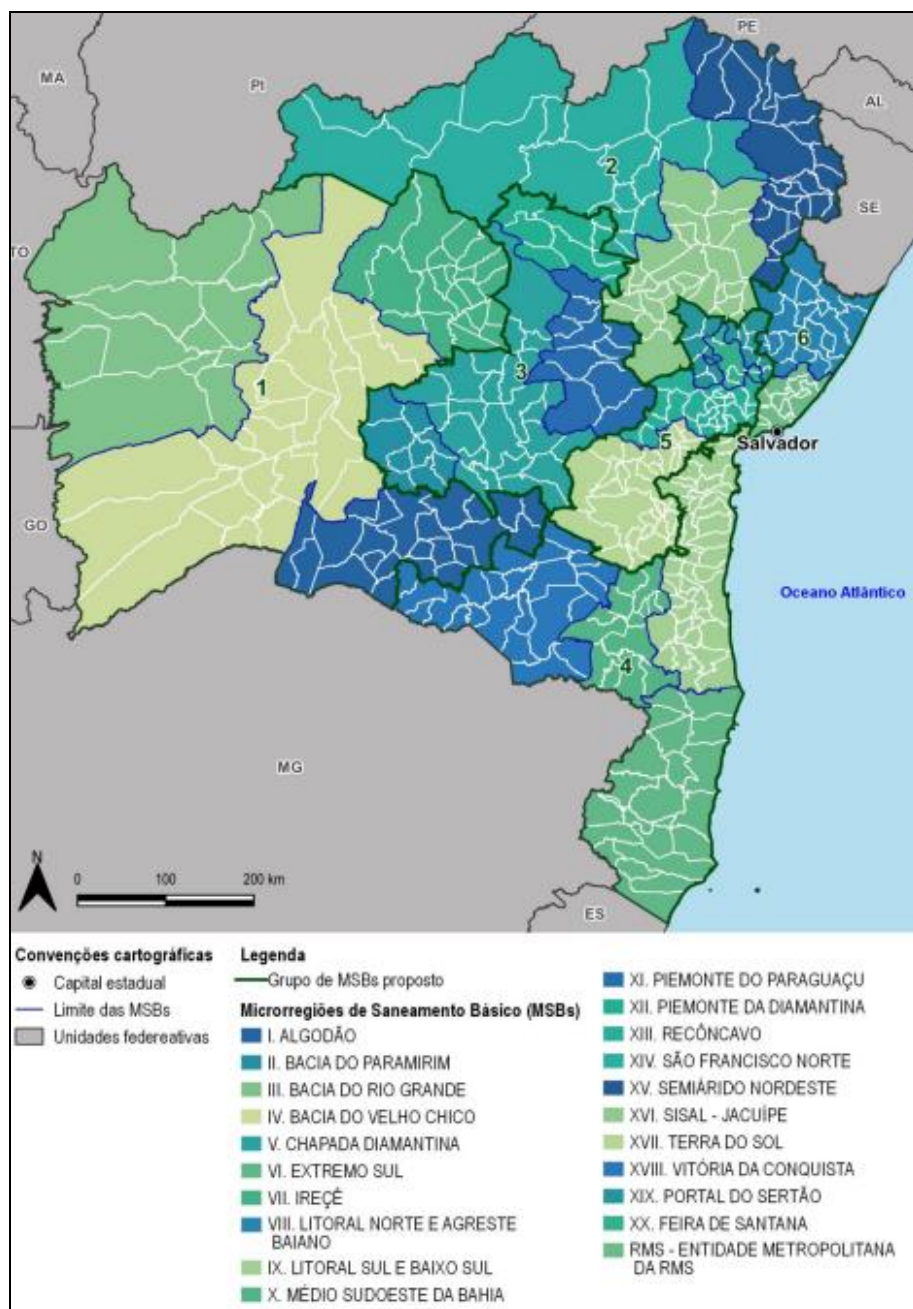 PE
MA
PI
AL
2
SE
TO
6
1
3
5
Salvador
GO
Oceano Atlântico
4
MG
N
0 100 200 km
ES
Convenções cartográficas
Capital estadual
Limite das MSBs
Unidades federeativas
Legenda
Grupo de MSBs proposto
Microrregiões de Saneamento Básico (MSBs)
I. ALGODÃO
II. BACIA DO PARAMIRIM
III. BACIA DO RIO GRANDE
IV. BACIA DO VELHO CHICO
V. CHAPADA DIAMANTINA
VI. EXTREMO SUL
VII. IREÇÊ
VIII. LITORAL NORTE E AGRESTE
BAIANO
IX. LITORAL SUL E BAIXO SUL
X. MÉDIO SUDOESTE DA BAHIA
XI. PIEMONTE DO PARAGUAÇU
XII. PIEMONTE DA DIAMANTINA
XIII. RECÔNCAVO
XIV. SÃO FRANCISCO NORTE
XV. SEMIÁRIDO NORDESTE
XVI. SISAL - JACUÍPE
XVII. TERRA DO SOL
XVIII. VITÓRIA DA CONQUISTA
XIX. PORTAL DO SERTÃO
XX. FEIRA DE SANTANA
RMS - ENTIDADE METROPOLITANA
DA RMS